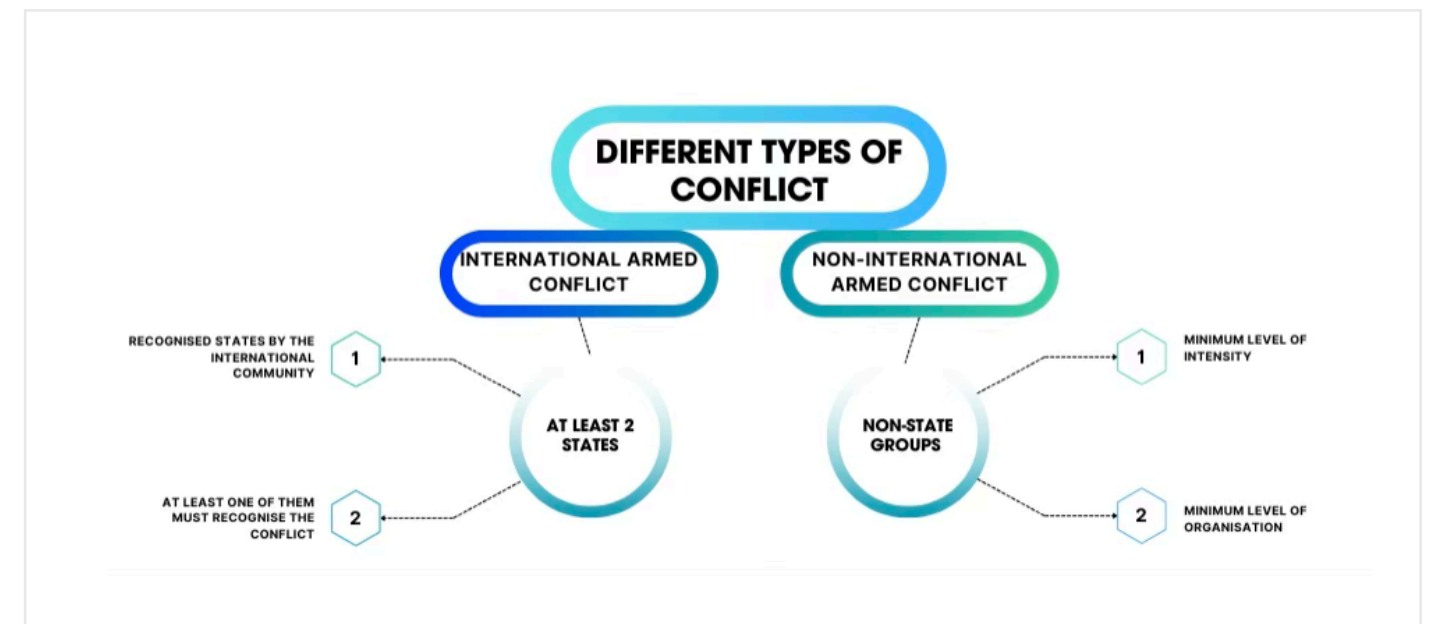 DIFFERENT TYPES OF
CONFLICT
INTERNATIONAL ARMED
CONFLICT
NON-INTERNATIONAL
ARMED CONFLICT
RECOGNISED STATES BY THE
INTERNATIONAL
COMMUNITY
1
AT LEAST 2
STATES
AT LEAST ONE OF THEM
MUST RECOGNISE THE
CONFLICT
2
NON-STATE
GROUPS
1
MINIMUM LEVEL OF
INTENSITY
2
MINIMUM LEVEL OF
ORGANISATION